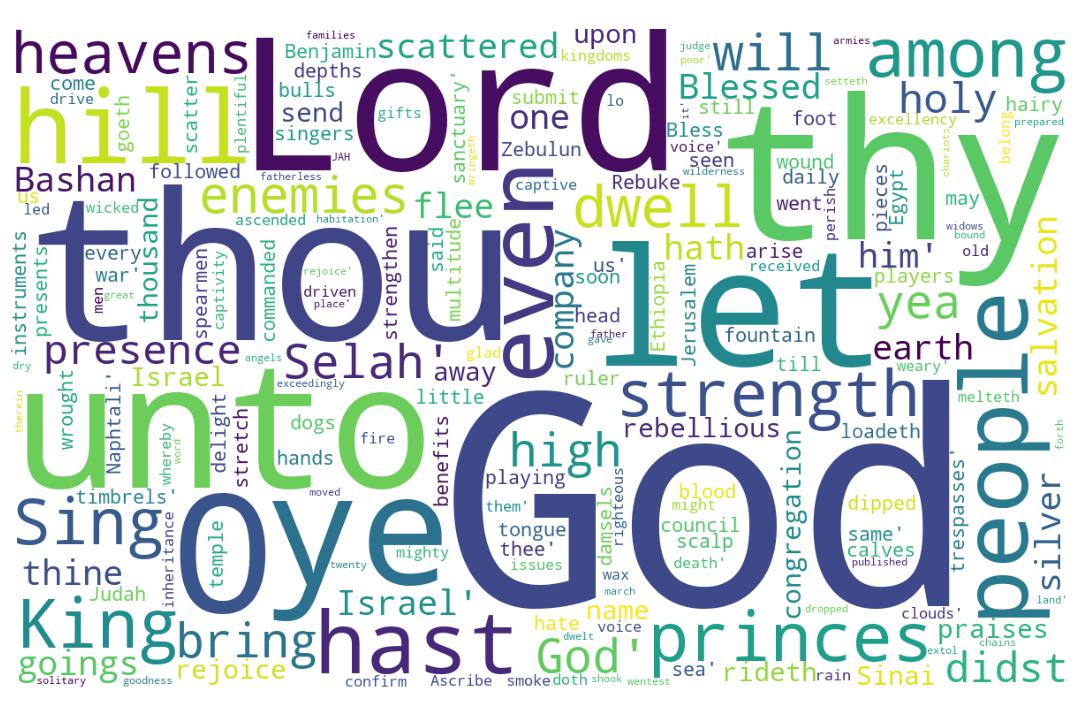 heavens
Lord
families
Benjamin
scattered
upon
kingdoms
judge
poor'
will
armies
among
come
drive
hill
goeth
scatter
plentiful
depths
bulls
send
singers
gifts
sanctuary'
bringeth
submit
one
lo
Zebulun
it'
Blessed
still
setteth
holy
hairy
prepared
excellency
belong
foot
thy
Bless
voice'
seen
wilderness
wound
daily
went
perish
pieces
Egypt
chariots
may
widows
bound
old
Bashan
us
led
wicked
followed
JAH
fatherless
enemies
flee
even
captive
Rebuke
dwell
hath
arise
received
him'
players
yea
salvation
thou
ascended
habitation'
instruments
presents
every
war'
men
great
thousand
spearmen
captivity
commanded
rejoice'
driven
place'
strengthen
said
multitude
company
us'
soon
head
father
gave
let
Ethiopia
Jerusalem
fountain
till
earth
weary'
people
dry
presence
angels
Selah'
away
glad
ruler
strength
melteth
therein
wrought
Israel
exceedingly
little
unto
Naphtali'
whereby
word
delight
stretch
dogs
fire
hands
benefits
God
high
rebellious
loadeth
forth
silver
timbrels'
moved
playing
them'
tongue
thee'
issues
damsels
righteous
blood
might
council
scalp
death'
congregation
dipped
same'
calves
published
trespasses'
Sing
O
temple
ye
mighty
twenty
thine
inheritance
Judah
Israel'
wax
march
name
hate
voice
dropped
clouds'
land'
King
bring
hast
God'
princes
praises
extol
chains
goings
rejoice
dwelt
sea'
rideth
rain
Sinai
didst
solitary
goodness
confirm
Ascribe
smoke
doth
shook
wentest